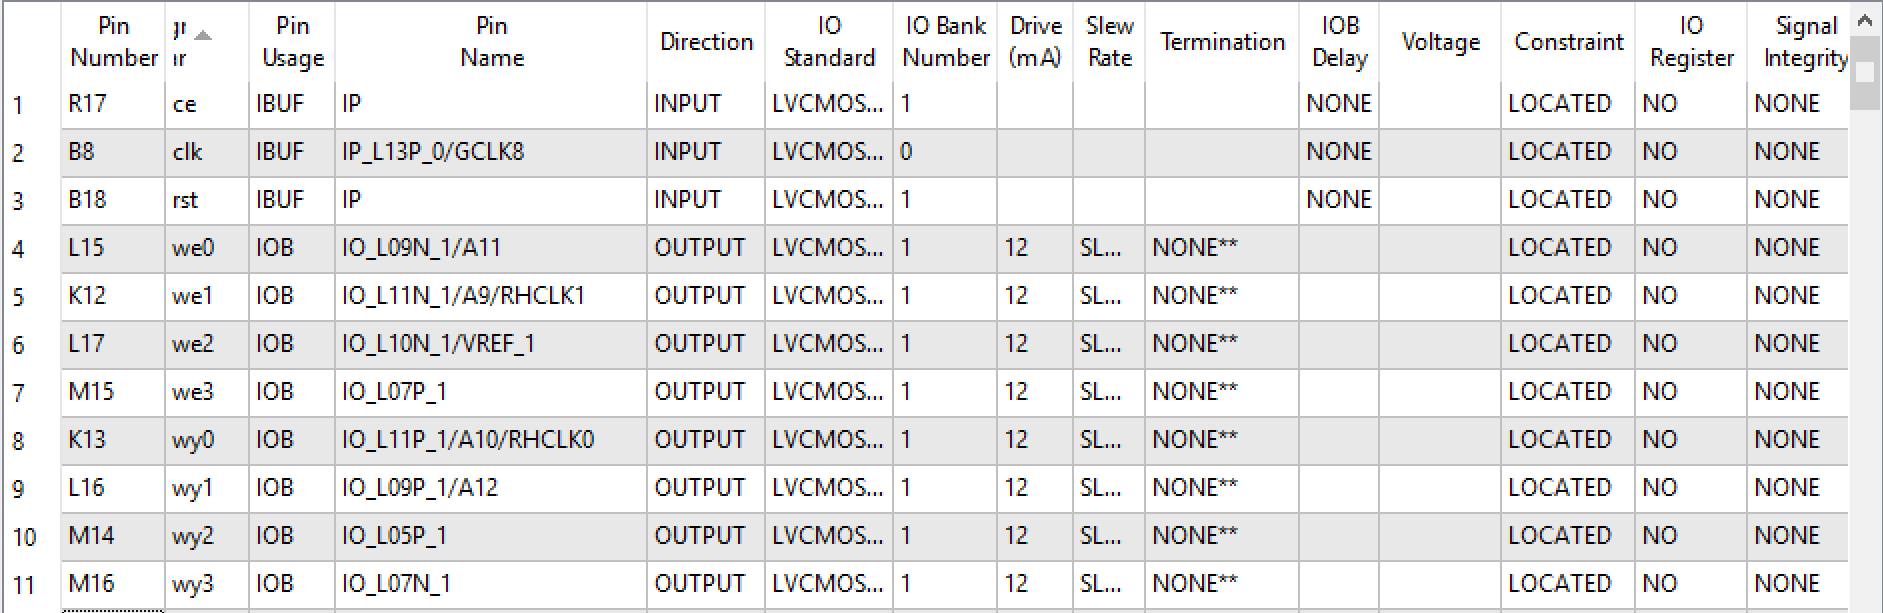 Pin Number gr ar Pin Usage Pin Name Direction IO Standard IO Bank Number Drive (mA) Slew Rate Termination IOB Delay Voltage Constraint IO Register Signal Integrity
1 R17 ce IBUF IP INPUT LVCMOS... 1 NONE LOCATED NO NONE
2 B8 clk IBUF IP_L13P_0/GCLK8 INPUT LVCMOS... 0 NONE LOCATED NO NONE
3 B18 rst IBUF IP INPUT LVCMOS... 1 NONE LOCATED NO NONE
4 L15 we0 IOB IO_L09N_1/A11 OUTPUT LVCMOS... 1 12 SL... NONE** LOCATED NO NONE
5 K12 we1 IOB IO_L11N_1/A9/RHCLK1 OUTPUT LVCMOS... 1 12 SL... NONE** LOCATED NO NONE
6 L17 we2 IOB IO_L10N_1/VREF_1 OUTPUT LVCMOS... 1 12 SL... NONE** LOCATED NO NONE
7 M15 we3 IOB IO_L07P_1 OUTPUT LVCMOS... 1 12 SL... NONE** LOCATED NO NONE
8 K13 wy0 IOB IO_L11P_1/A10/RHCLK0 OUTPUT LVCMOS... 1 12 SL... NONE** LOCATED NO NONE
9 L16 wy1 IOB IO_L09P_1/A12 OUTPUT LVCMOS... 1 12 SL... NONE** LOCATED NO NONE
10 M14 wy2 IOB IO_L05P_1 OUTPUT LVCMOS... 1 12 SL... NONE** LOCATED NO NONE
11 M16 wy3 IOB IO_L07N_1 OUTPUT LVCMOS... 1 12 SL... NONE** LOCATED NO NONE